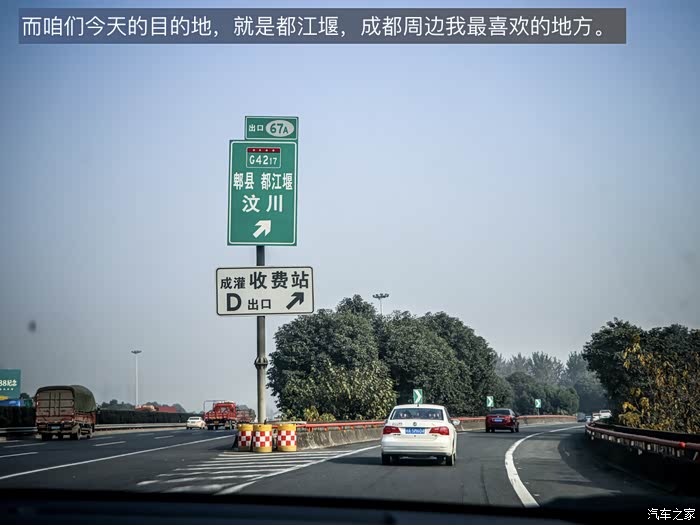 而咱们今天的目的地，就是都江堰，成都周边我最喜欢的地方。
出口 67A
G4217
郫县 都江堰
汶川
成灌 收费站
D 出口
汽车之家